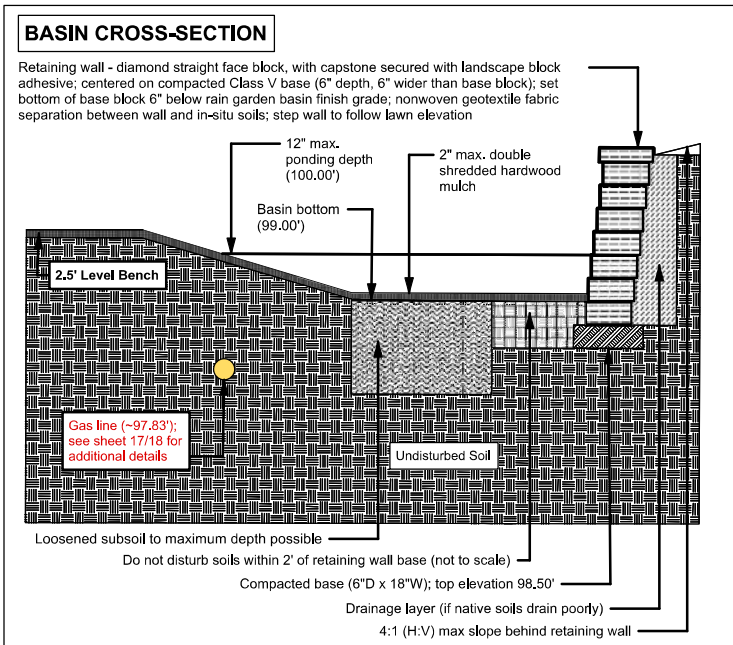 BASIN CROSS-SECTION
Retaining wall - diamond straight face block, with capstone secured with landscape block
adhesive; centered on compacted Class V base (6" depth, 6" wider than base block); set
bottom of base block 6" below rain garden basin finish grade; nonwoven geotextile fabric
separation between wall and in-situ soils; step wall to follow lawn elevation
12" max.
ponding depth
(100.00')
2" max. double
shredded hardwood
mulch
Basin bottom
(99.00')
2.5' Level Bench
Gas line (~97.83');
see sheet 17/18 for
additional details
Undisturbed Soil
Loosened subsoil to maximum depth possible
Do not disturb soils within 2' of retaining wall base (not to scale)
Compacted base (6"D x 18"W); top elevation 98.50'
Drainage layer (if native soils drain poorly)
4:1 (H:V) max slope behind retaining wall